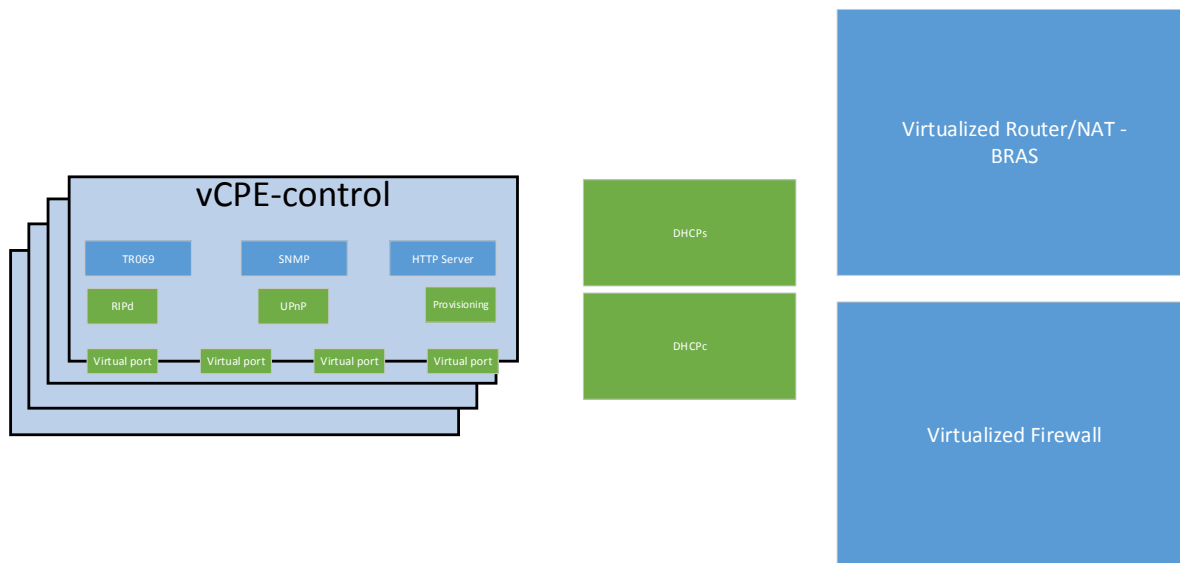 vCPE-control
TR069
SNMP
HTTP Server
RIPd
UPnP
Provisioning
Virtual port
Virtual port
Virtual port
Virtual port
DHCPs
DHCPc
Virtualized Router/NAT -
BRAS
Virtualized Firewall